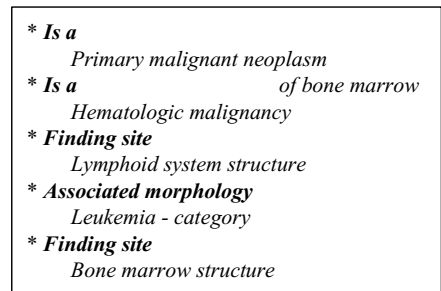 * Is a
Primary malignant neoplasm
* Is a of bone marrow
Hematologic malignancy
* Finding site
Lymphoid system structure
* Associated morphology
Leukemia - category
* Finding site
Bone marrow structure